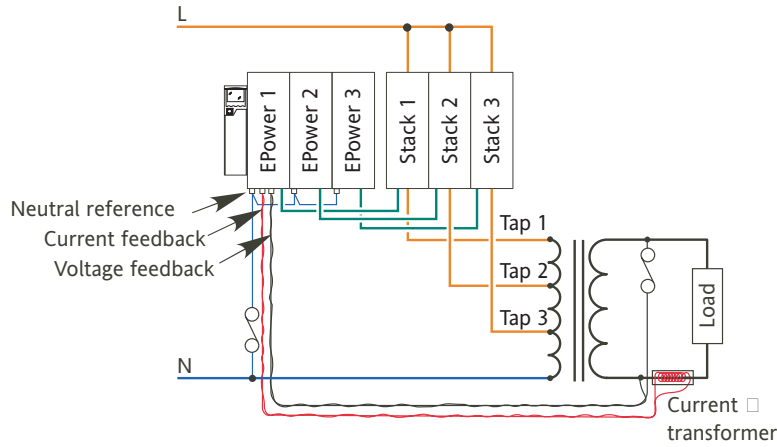 L
EPower 1
EPower 2
EPower 3
Stack 1
Stack 2
Stack 3
Neutral reference
Current feedback
Voltage feedback
Tap 1
Tap 2
Tap 3
Load
N
Current □
transformer